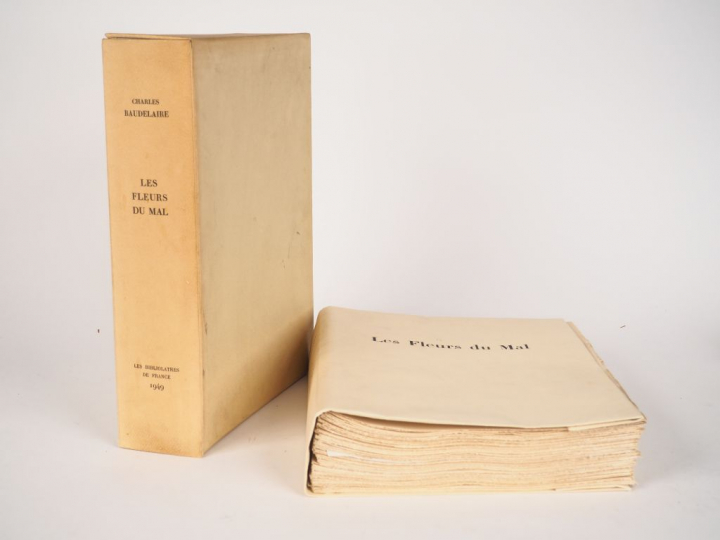 CHARLES
BAUDELAIRE
LES
FLEURS
DU MAL
LES BIBLIOLATRES
DE FRANCE
1949
Les Fleurs du Mal